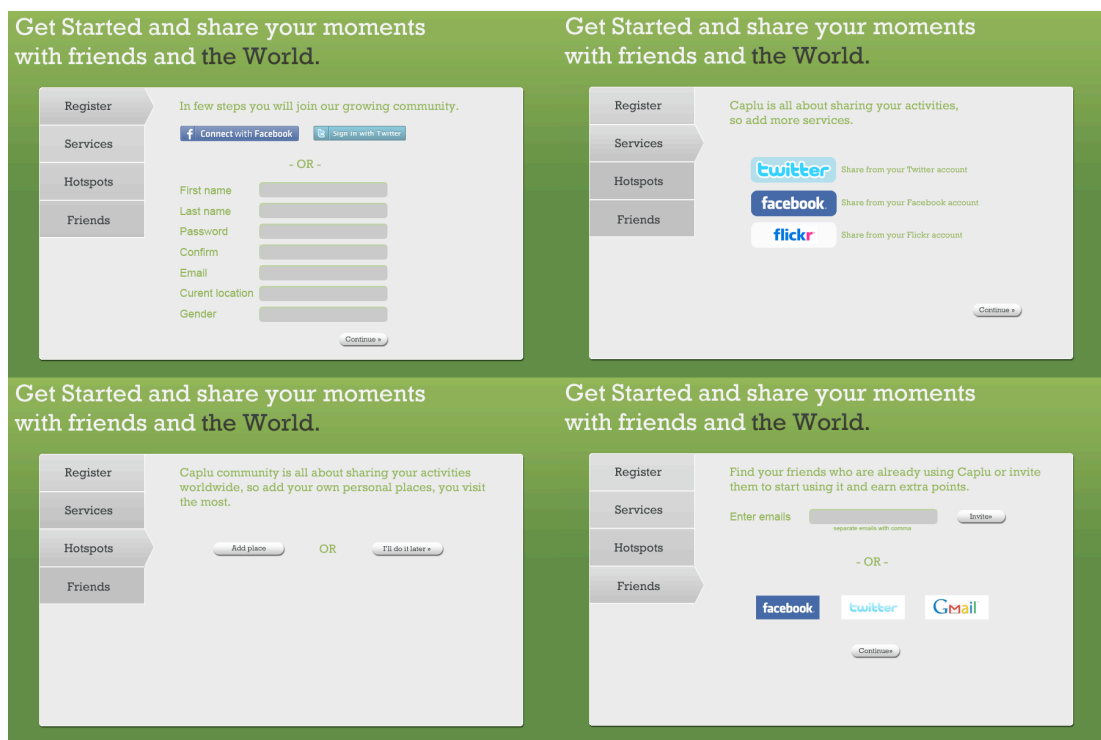 Get Started and share your moments
with friends and the World.
Register
Services
Hotspots
Friends
In few steps you will join our growing community.
f Connect with Facebook
Sign in with Twitter
- OR -
First name
Last name
Password
Confirm
Email
Curent location
Gender
Continue »
Get Started and share your moments
with friends and the World.
Register
Services
Hotspots
Friends
Caplu is all about sharing your activities,
so add more services.
twitter Share from your Twitter account
facebook Share from your Facebook account
flickr Share from your Flickr account
Continue »
Get Started and share your moments
with friends and the World.
Register
Services
Hotspots
Friends
Caplu community is all about sharing your activities
worldwide, so add your own personal places, you visit
the most.
Add place OR I'll do it later »
Get Started and share your moments
with friends and the World.
Register
Services
Hotspots
Friends
Find your friends who are already using Caplu or invite
them to start using it and earn extra points.
Enter emails Invite»
separate emails with comma
- OR -
facebook twitter Gmail
Continue»